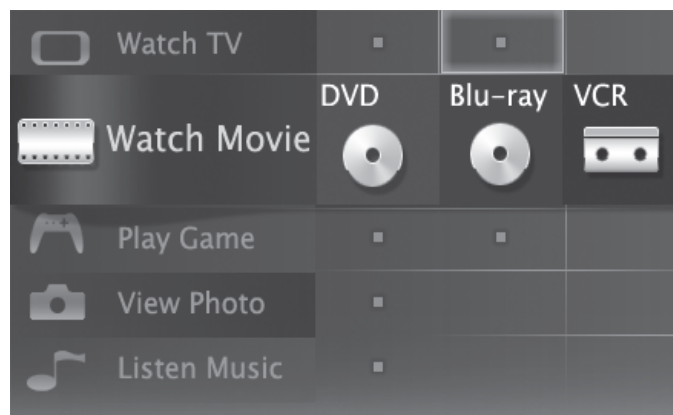 Watch TV
DVD Blu-ray VCR
Watch Movie
Play Game
View Photo
Listen Music